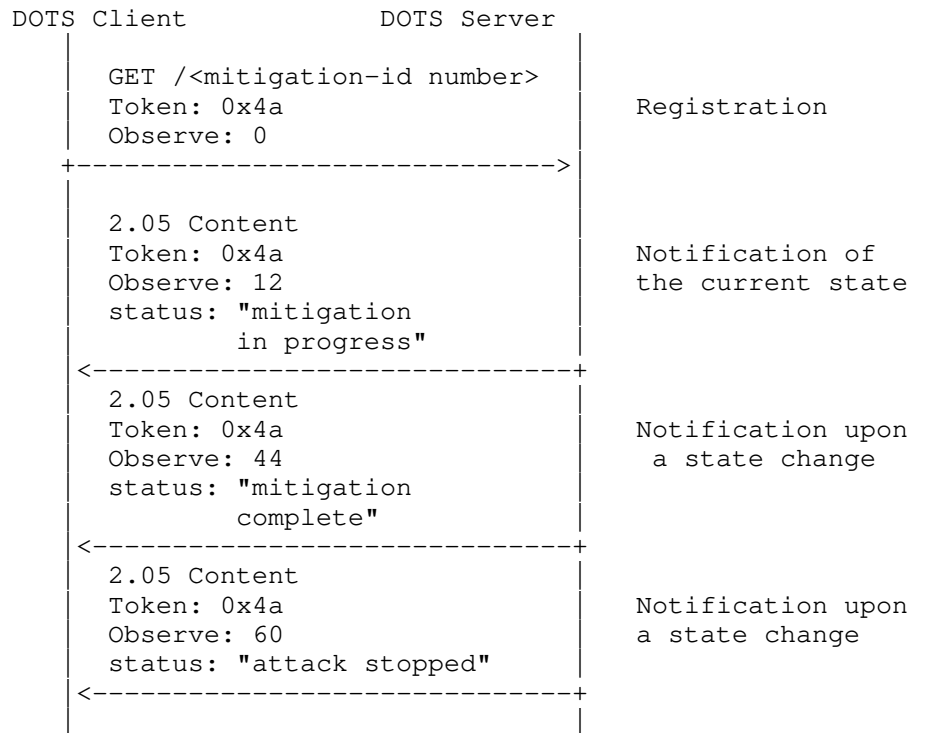 DOTS Client DOTS Server
GET /<mitigation-id number>
Token: 0x4a Registration
Observe: 0
2.05 Content
Token: 0x4a Notification of
Observe: 12 the current state
status: "mitigation
in progress"
2.05 Content
Token: 0x4a Notification upon
Observe: 44 a state change
status: "mitigation
complete"
2.05 Content
Token: 0x4a Notification upon
Observe: 60 a state change
status: "attack stopped"